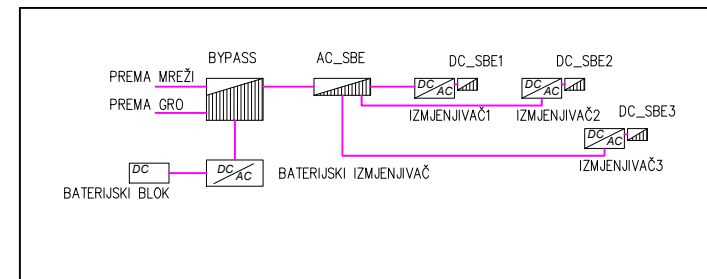 BYPASS
AC_SBE
DC_SBE1
DC_SBE2
PREMA MREŽI
PREMA GRO
DC
AC
IZMJENJIVAČ1
DC
AC
IZMJENJIVAČ2
DC_SBE3
DC
AC
IZMJENJIVAČ3
DC
BATERIJSKI BLOK
DC
AC
BATERIJSKI IZMJENJIVAČ